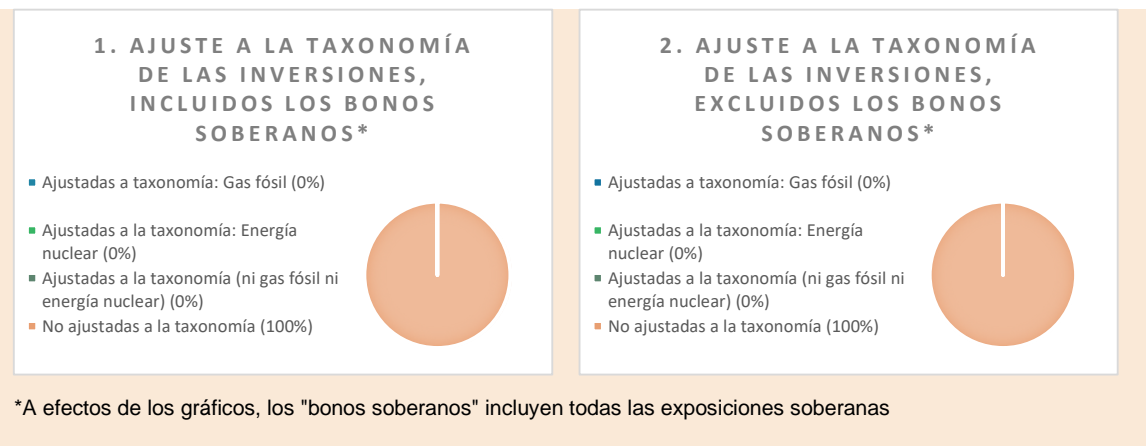 1. AJUSTE A LA TAXONOMÍA
DE LAS INVERSIONES,
INCLUIDOS LOS BONOS
SOBERANOS*
Ajustadas a taxonomía: Gas fósil (0%)
Ajustadas a la taxonomía: Energía
nuclear (0%)
Ajustadas a la taxonomía (ni gas fósil ni
energía nuclear) (0%)
No ajustadas a la taxonomía (100%)
2. AJUSTE A LA TAXONOMÍA
DE LAS INVERSIONES,
EXCLUIDOS LOS BONOS
SOBERANOS*
Ajustadas a taxonomía: Gas fósil (0%)
Ajustadas a la taxonomía: Energía
nuclear (0%)
Ajustadas a la taxonomía (ni gas fósil ni
energía nuclear) (0%)
No ajustadas a la taxonomía (100%)
*A efectos de los gráficos, los "bonos soberanos" incluyen todas las exposiciones soberanas